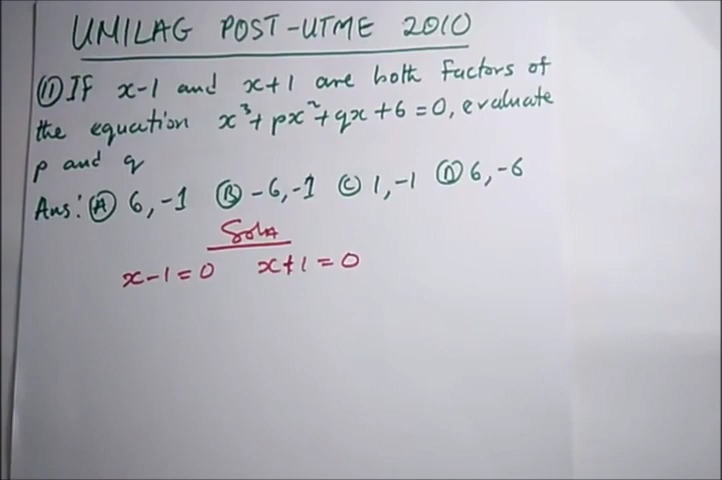 UMILAG POST-UTME 2010
⑪ If x-1 and x+1 are both factors of
the equation x³+px²+qx+6=0, evaluate
p and q
Ans: Ⓐ 6,-1 Ⓑ -6,-1 Ⓒ 1,-1 Ⓓ 6,-6
Soln
x-1=0 x+1=0